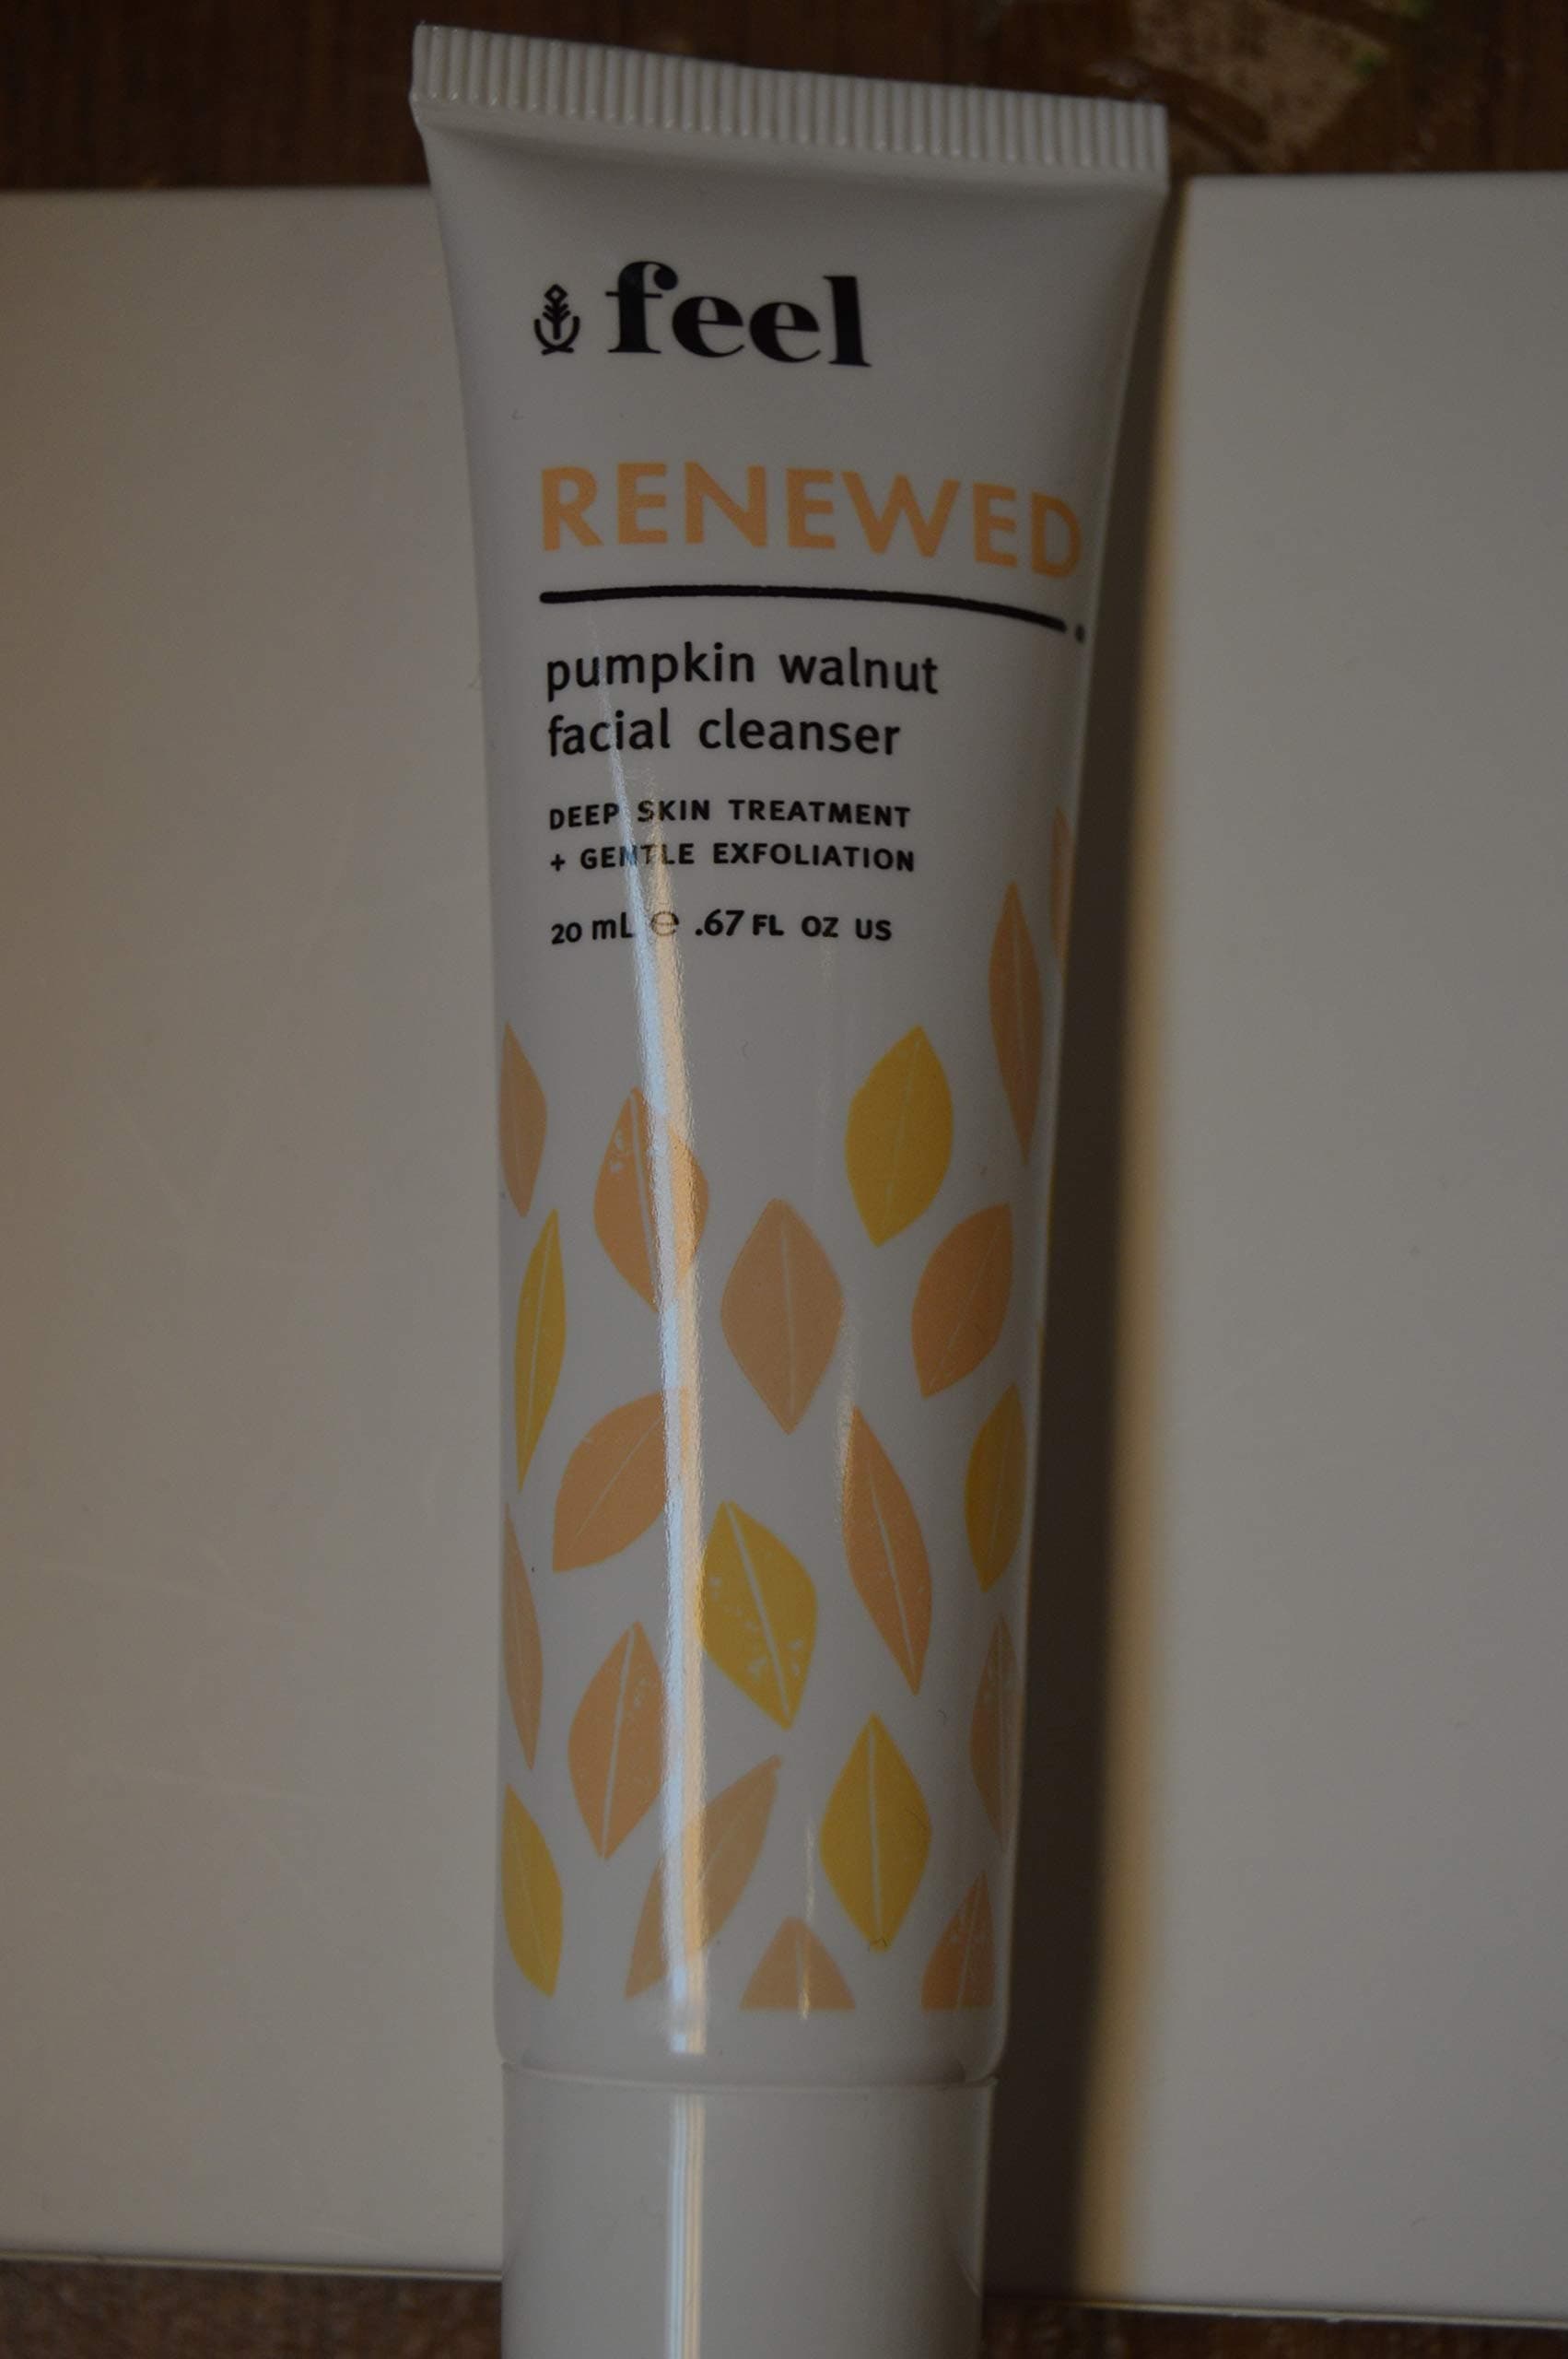 feel
RENEWED
pumpkin walnut
facial cleanser
DEEP SKIN TREATMENT
+ GENTLE EXFOLIATION
20 mL ℮ .67 FL OZ US